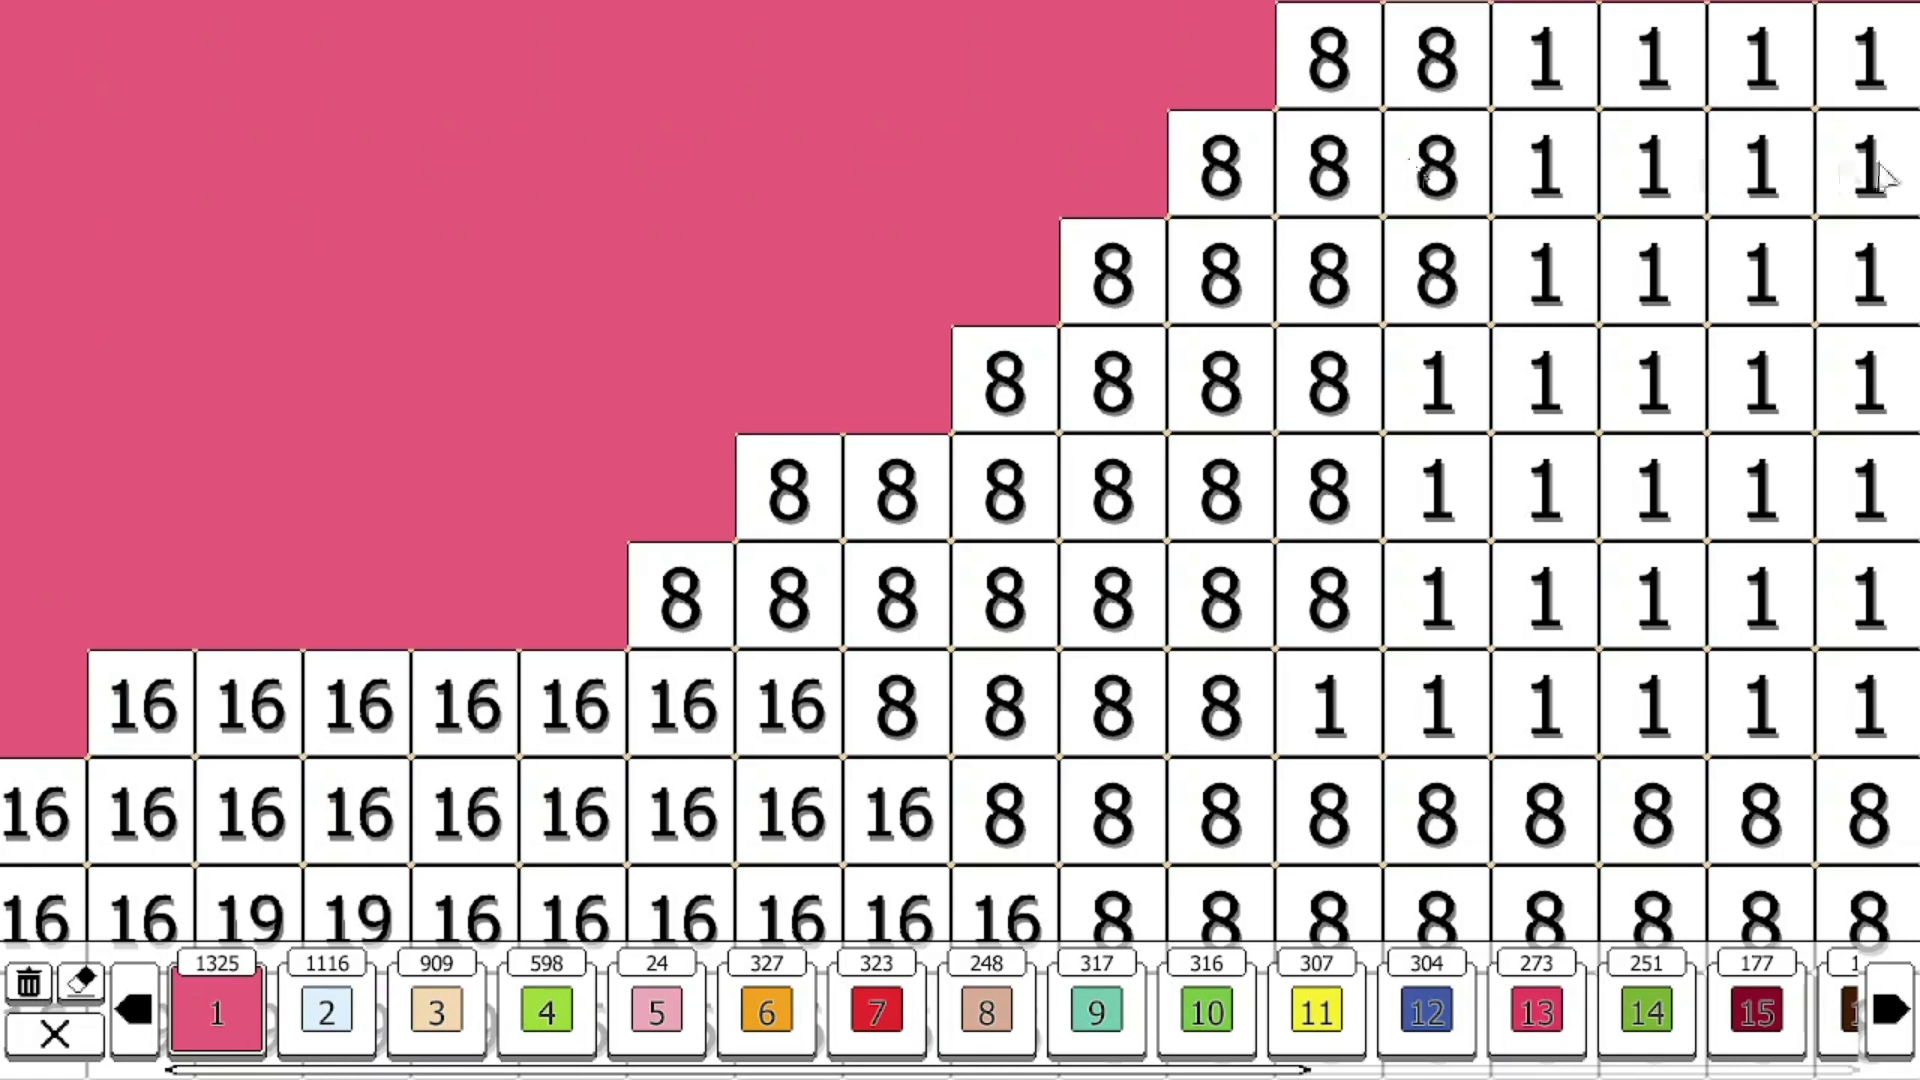 8 8 1 1 1 1
8 8 8 1 1 1 1
8 8 8 8 1 1 1 1
8 8 8 8 1 1 1 1 1
8 8 8 8 8 8 1 1 1 1 1
8 8 8 8 8 8 8 1 1 1 1 1
16 16 16 16 16 16 16 8 8 8 8 1 1 1 1 1 1
16 16 16 16 16 16 16 16 16 8 8 8 8 8 8 8 8 8
16 16 19 19 16 16 16 16 16 16 8 8 8 8 8 8 8 8
1325 1116 909 598 24 327 323 248 317 316 307 304 273 251 177
1 2 3 4 5 6 7 8 9 10 11 12 13 14 15